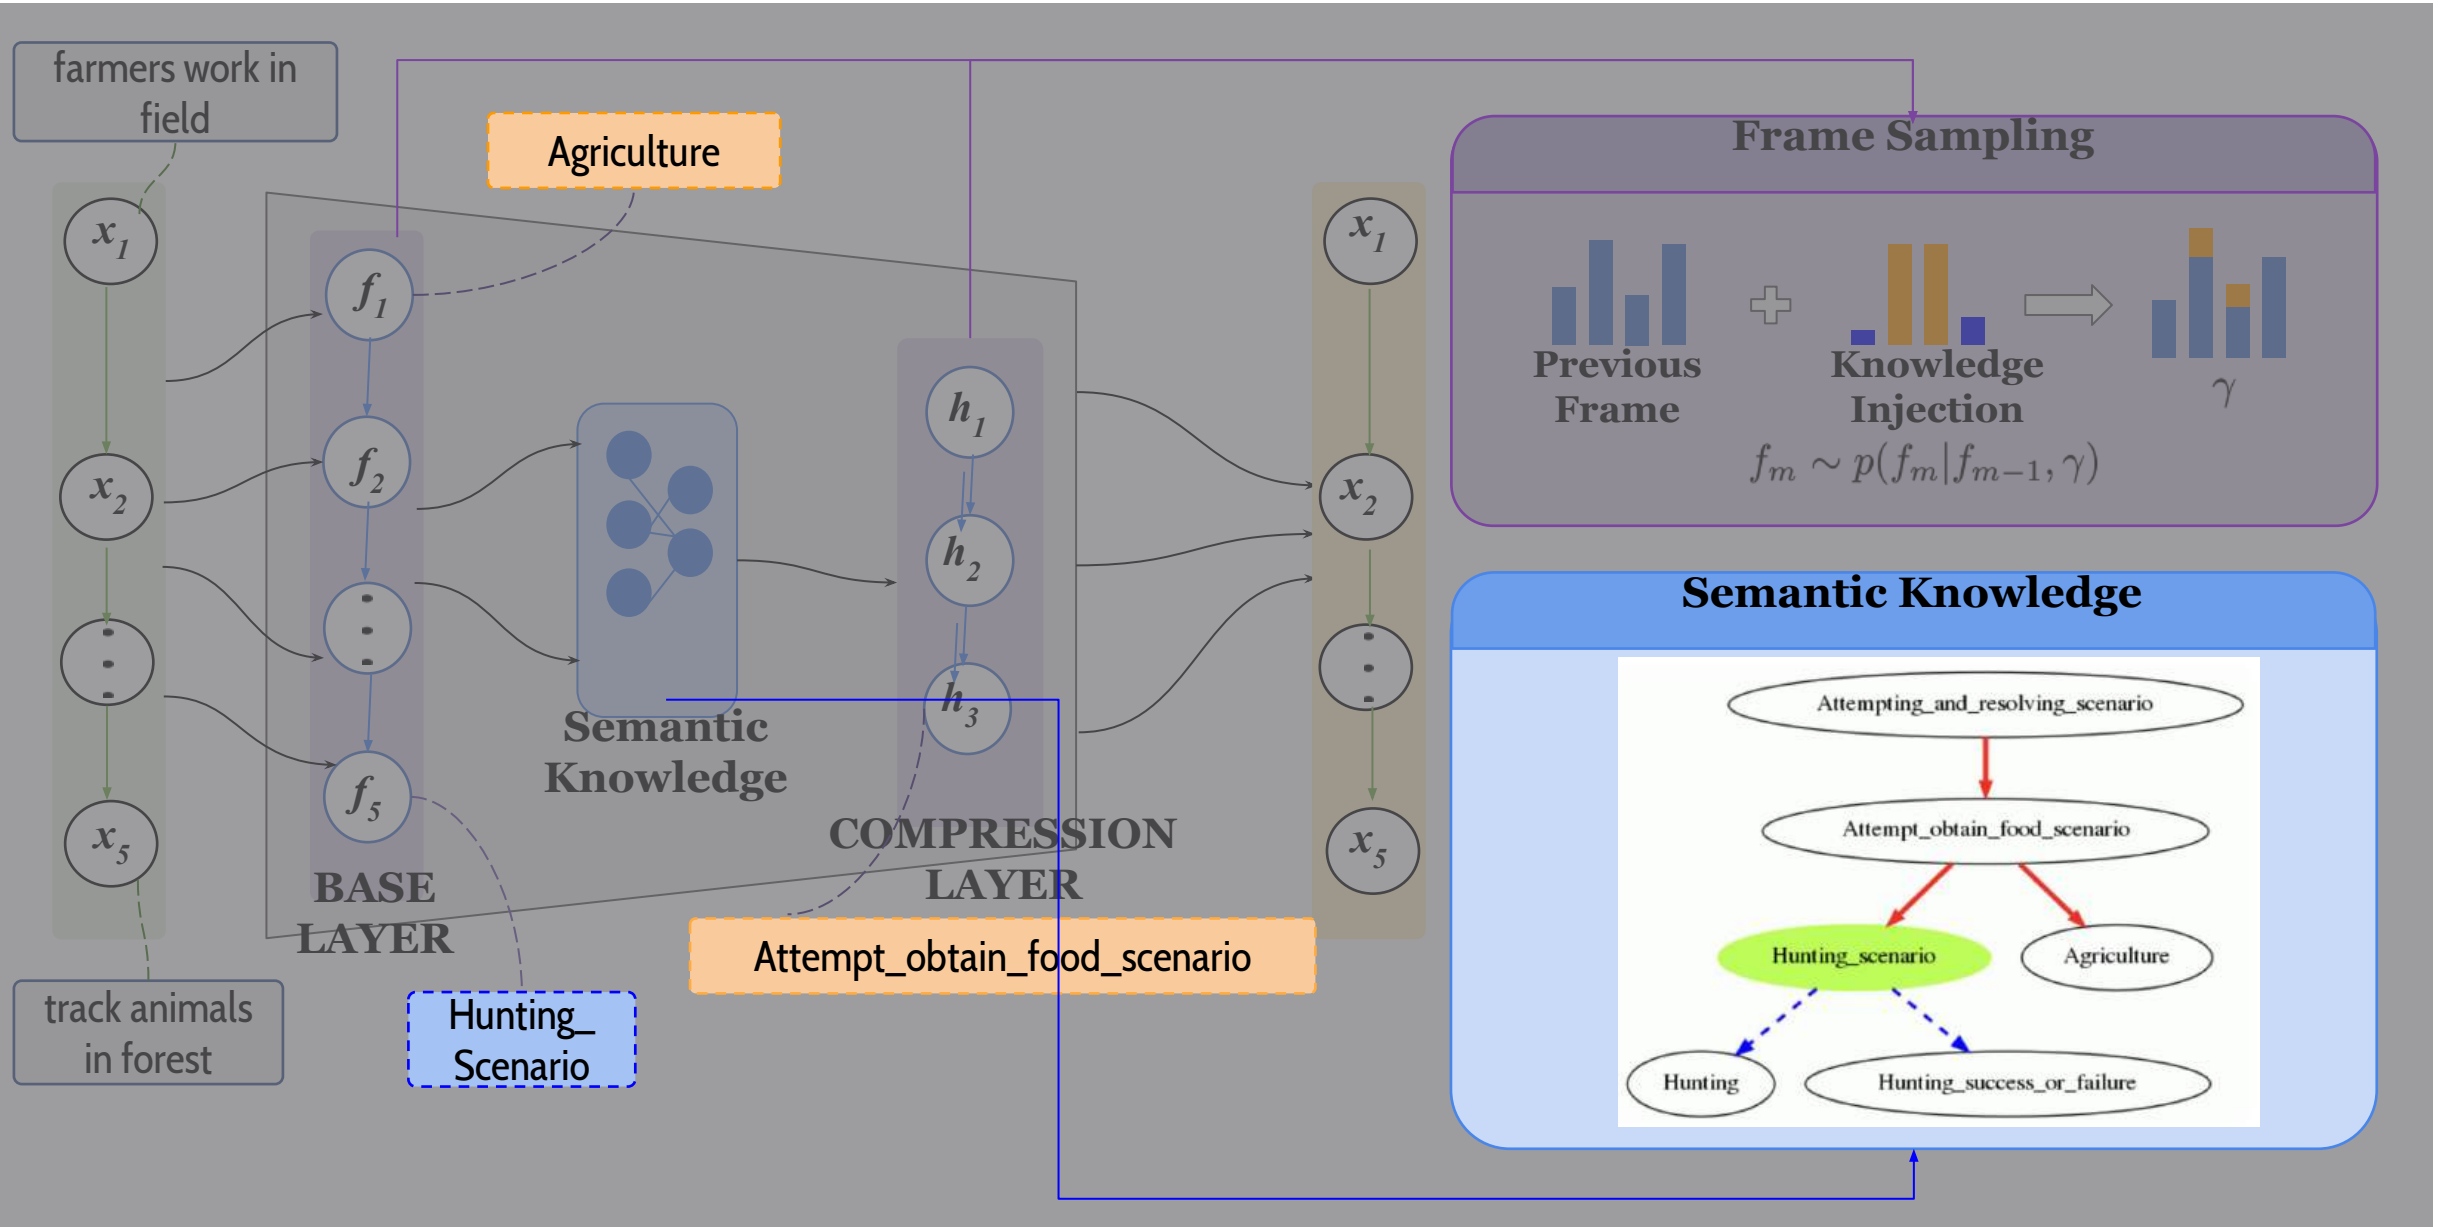 farmers work in
field
Agriculture
Frame Sampling
x1
f1
x1
Previous
Frame
Knowledge
Injection
γ
f_m ∼ p(f_m|f_{m−1}, γ)
h1
x2
f2
h2
x2
Semantic Knowledge
Attempting_and_resolving_scenario
Attempt_obtain_food_scenario
Hunting_scenario
Agriculture
Hunting
Hunting_success_or_failure
h3
Semantic
Knowledge
x5
f5
x5
COMPRESSION
LAYER
BASE
LAYER
Attempt_obtain_food_scenario
track animals
in forest
Hunting_
Scenario